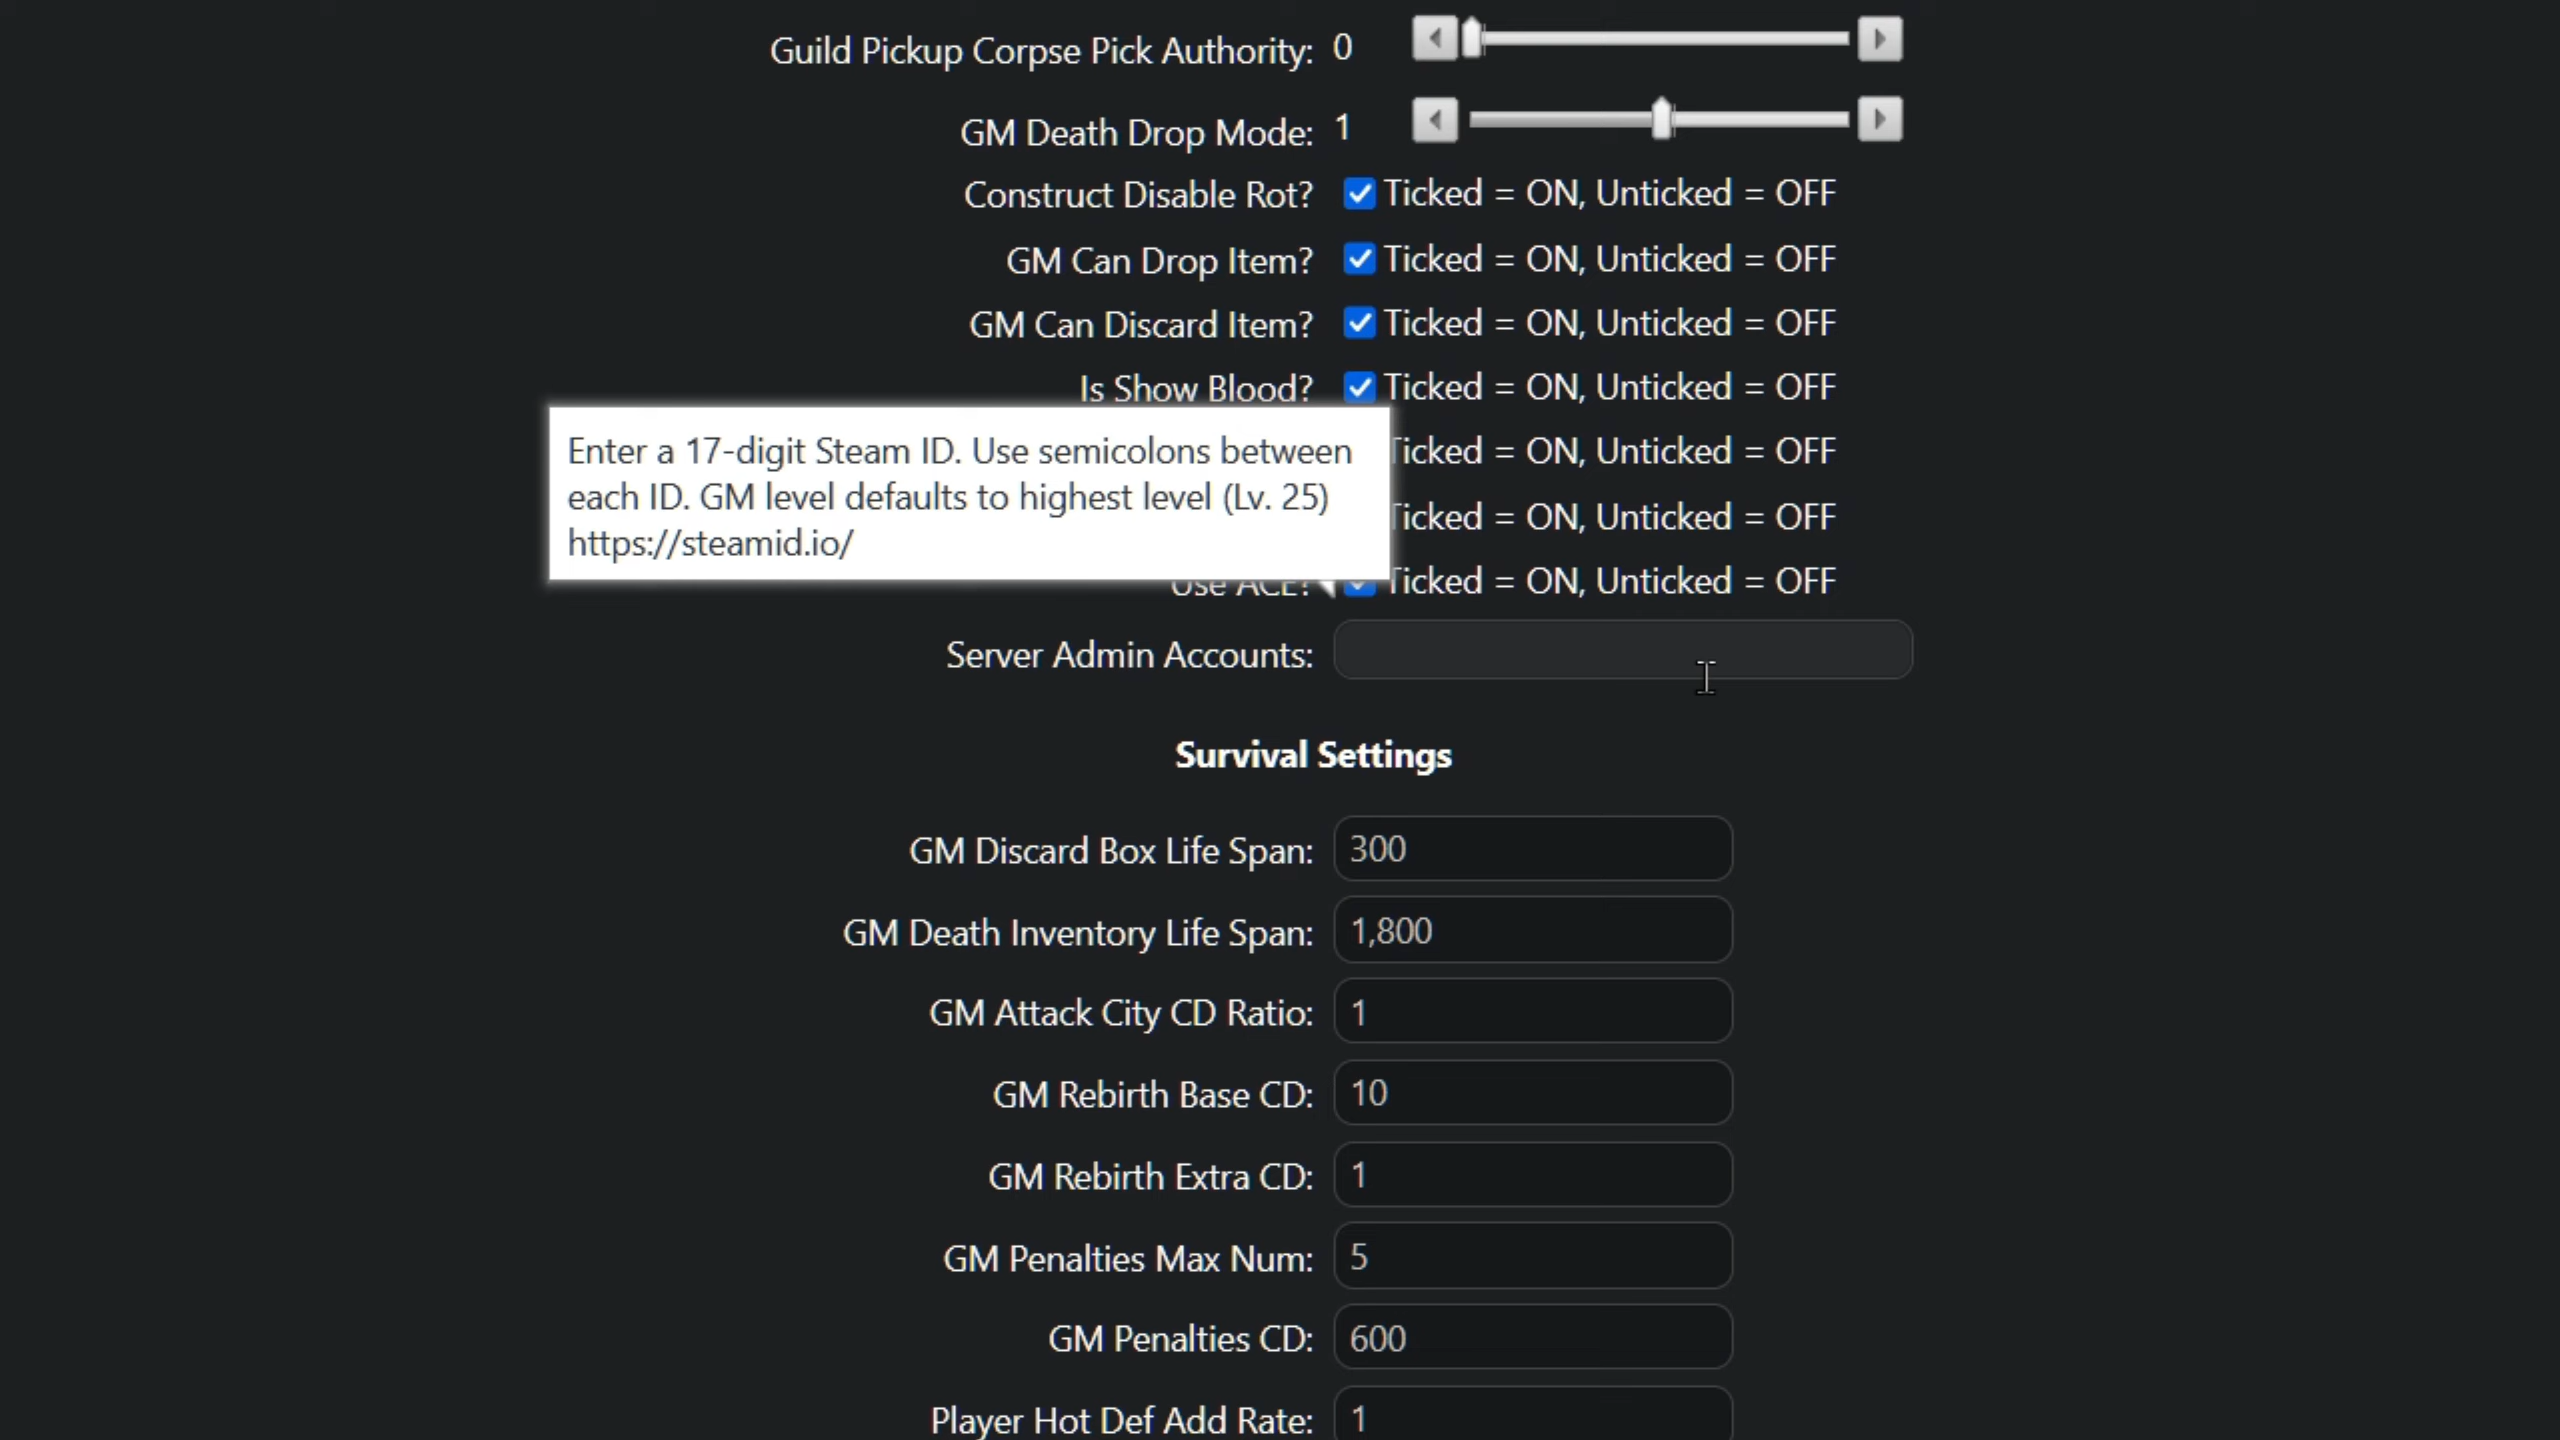 Guild Pickup Corpse Pick Authority: 0
GM Death Drop Mode: 1
Construct Disable Rot? Ticked = ON, Unticked = OFF
GM Can Drop Item? Ticked = ON, Unticked = OFF
GM Can Discard Item? Ticked = ON, Unticked = OFF
Is Show Blood? Ticked = ON, Unticked = OFF
Enter a 17-digit Steam ID. Use semicolons between
each ID. GM level defaults to highest level (Lv. 25)
https://steamid.io/
Ticked = ON, Unticked = OFF
Ticked = ON, Unticked = OFF
Use ACE? Ticked = ON, Unticked = OFF
Server Admin Accounts:
Survival Settings
GM Discard Box Life Span: 300
GM Death Inventory Life Span: 1,800
GM Attack City CD Ratio: 1
GM Rebirth Base CD: 10
GM Rebirth Extra CD: 1
GM Penalties Max Num: 5
GM Penalties CD: 600
Player Hot Def Add Rate: 1